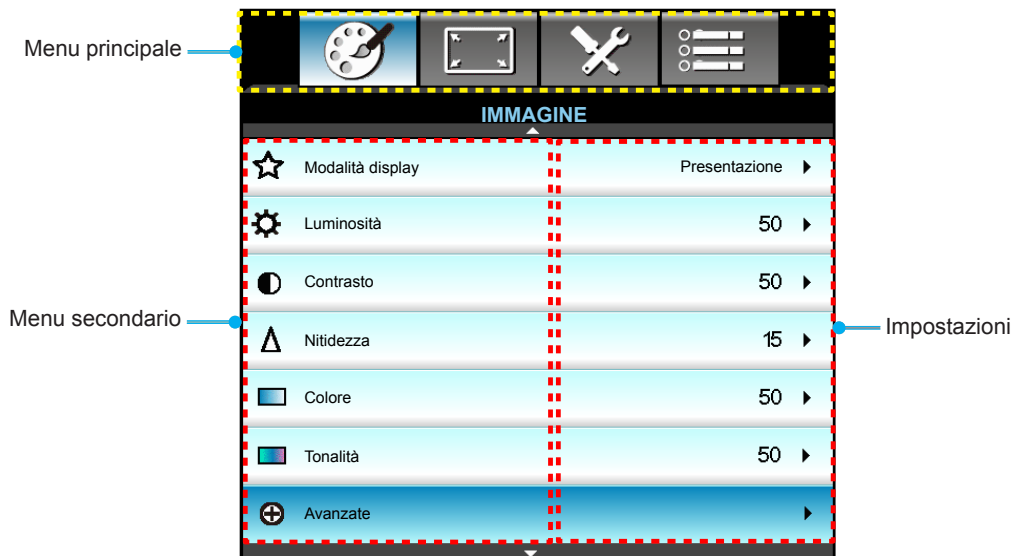 Menu principale
IMMAGINE
Modalità display Presentazione
Luminosità 50
Contrasto 50
Menu secondario
Nitidezza 15
Impostazioni
Colore 50
Tonalità 50
Avanzate